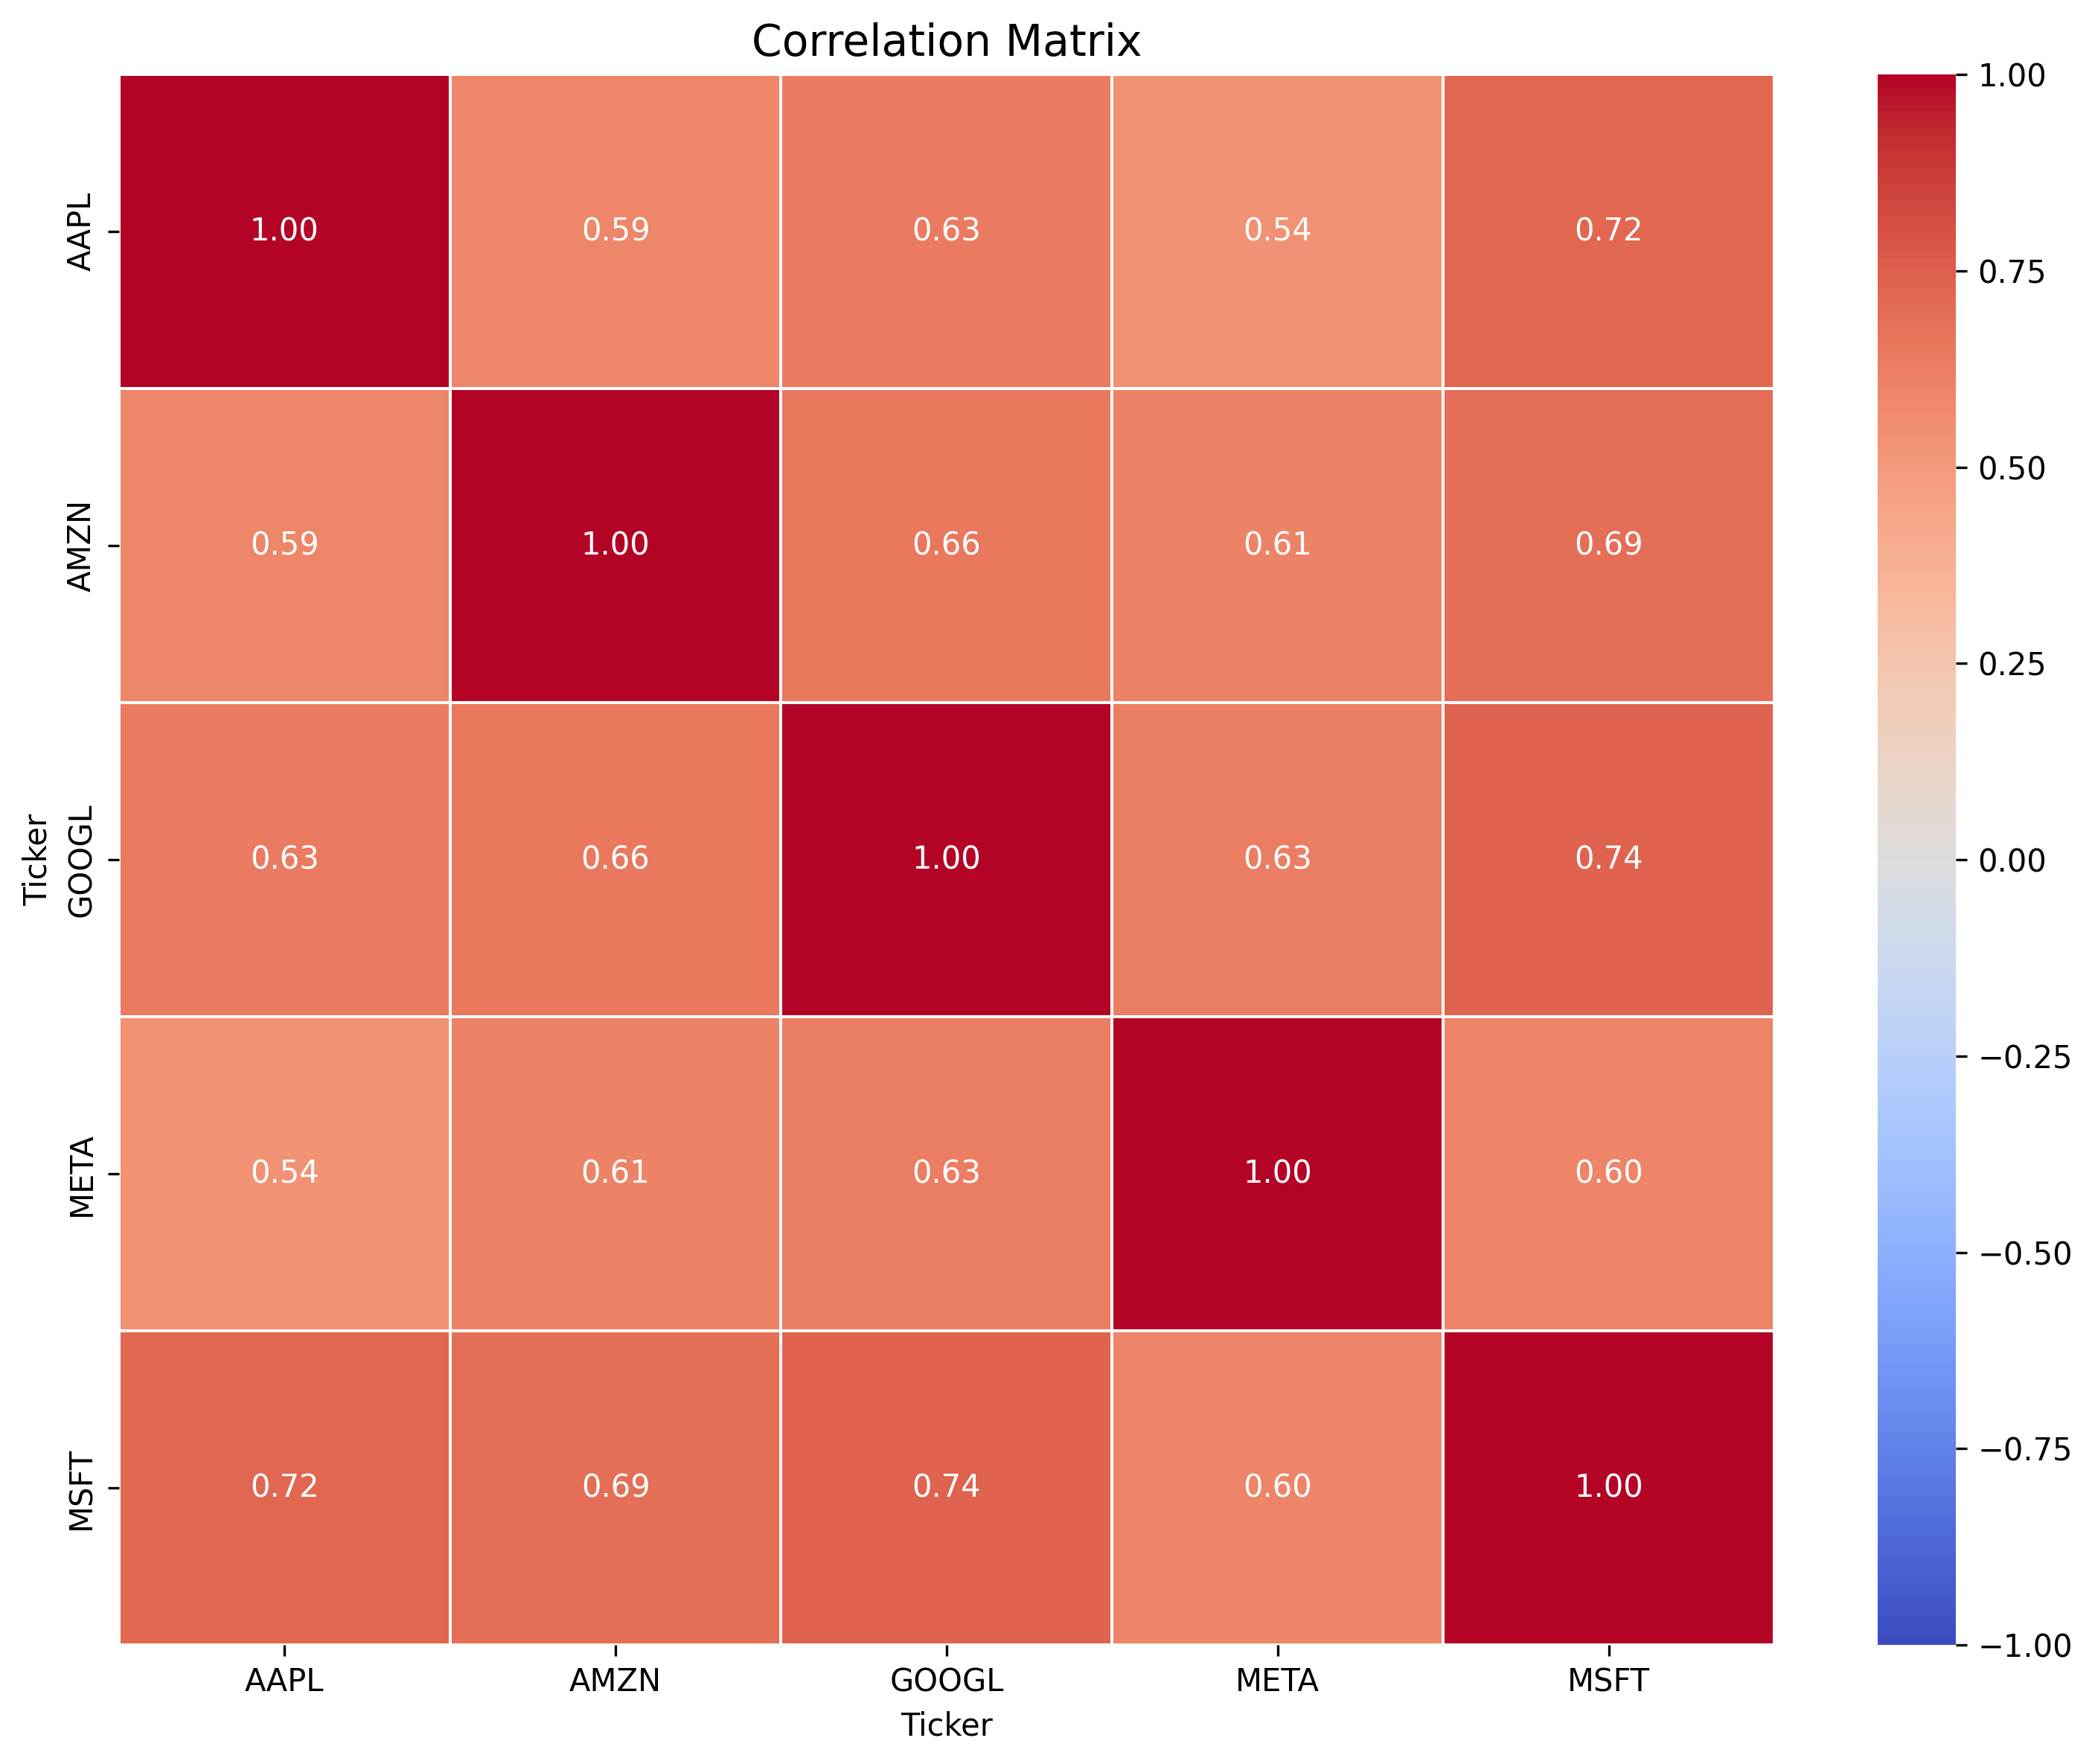 Correlation Matrix
Ticker
AAPL 1.00 0.59 0.63 0.54 0.72
AMZN 0.59 1.00 0.66 0.61 0.69
GOOGL 0.63 0.66 1.00 0.63 0.74
META 0.54 0.61 0.63 1.00 0.60
MSFT 0.72 0.69 0.74 0.60 1.00
AAPL AMZN GOOGL META MSFT
Ticker
1.00
0.75
0.50
0.25
0.00
−0.25
−0.50
−0.75
−1.00